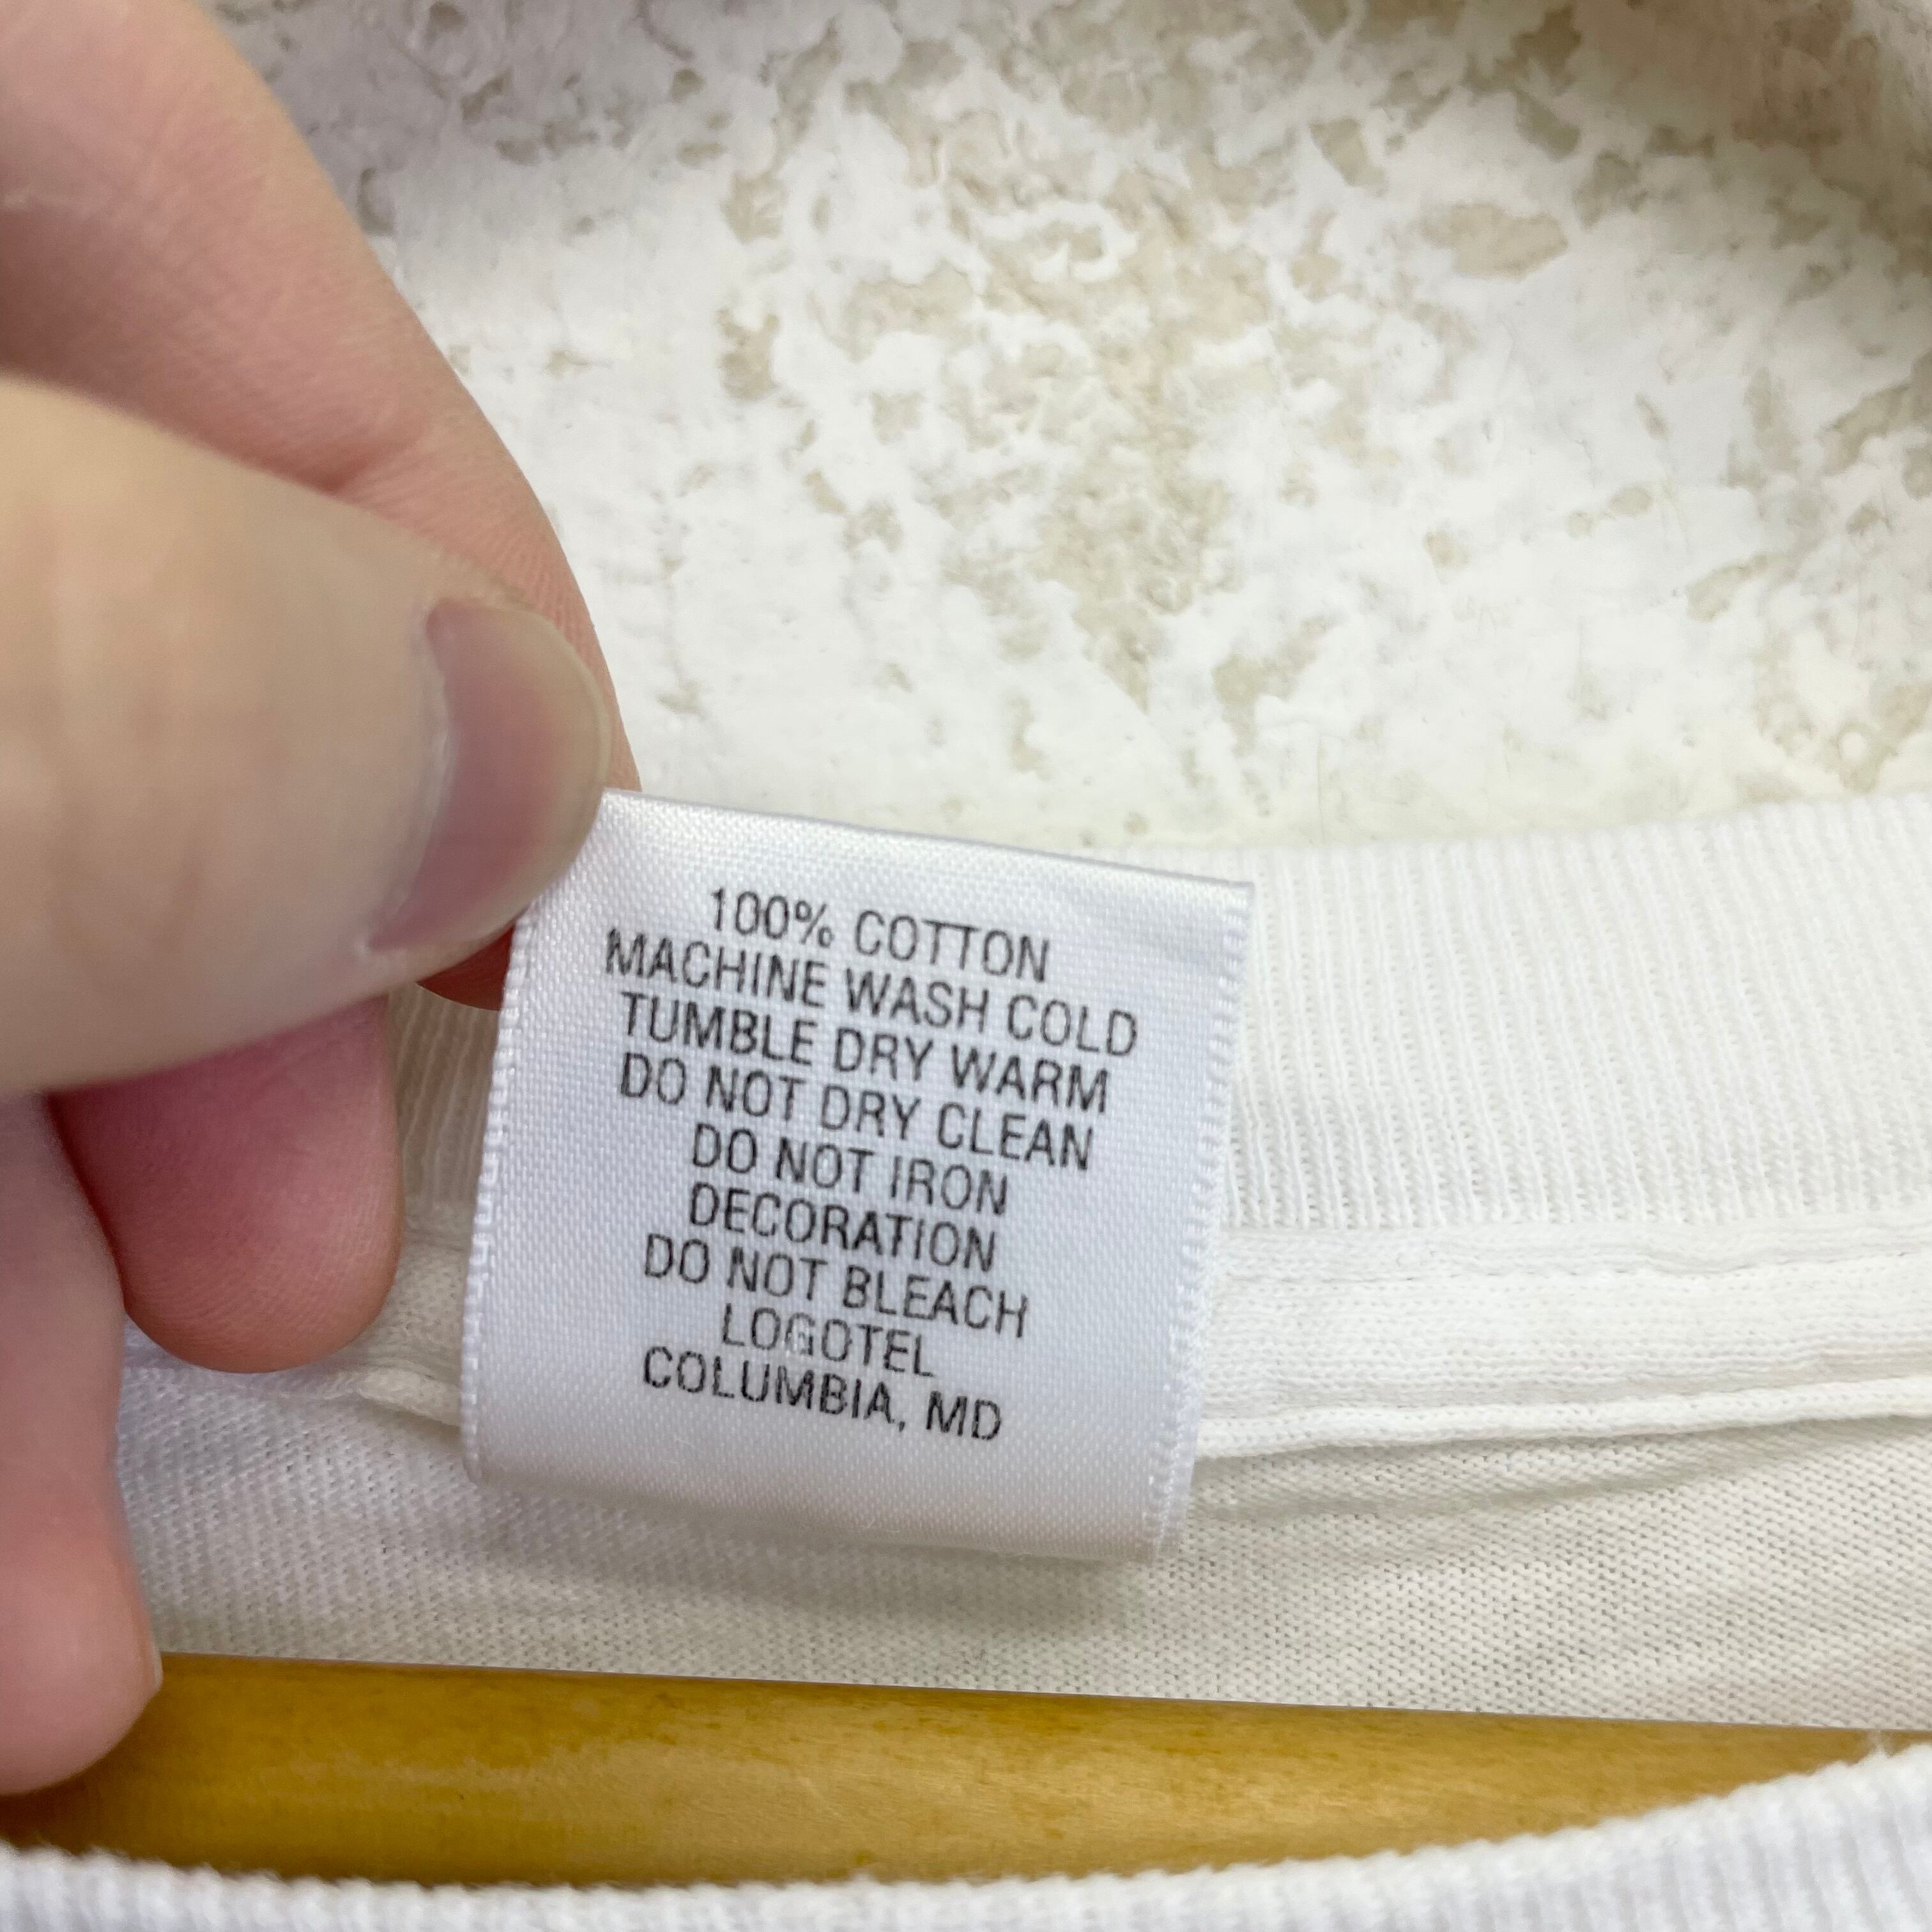 100% COTTON
MACHINE WASH COLD
TUMBLE DRY WARM
DO NOT DRY CLEAN
DO NOT IRON
DECORATION
DO NOT BLEACH
LOGOTEL
COLUMBIA, MD